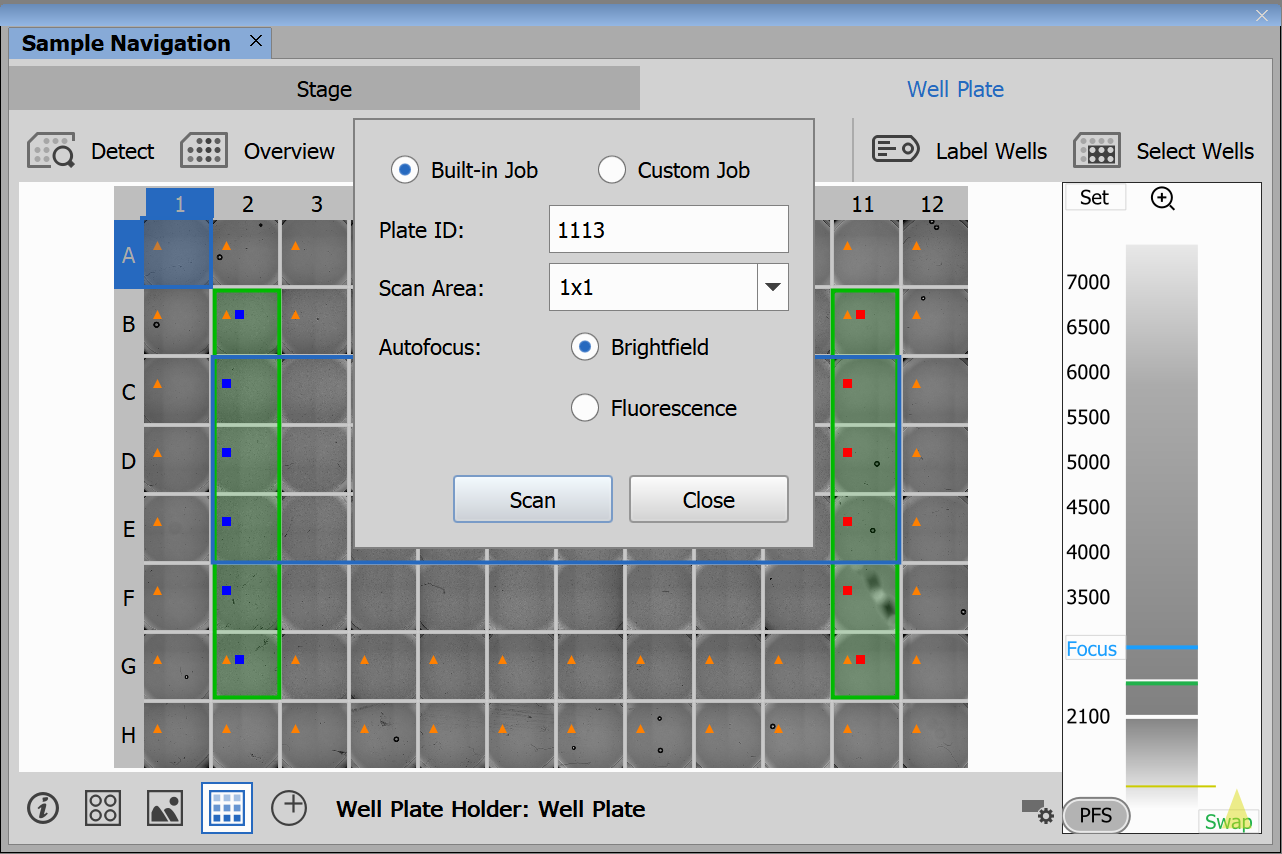 Sample Navigation
Stage Well Plate
Detect Overview Label Wells Select Wells
Built-in Job Custom Job
Plate ID: 1113
Scan Area: 1x1
Autofocus: Brightfield
Fluorescence
Scan Close
1 2 3 11 12
A
B
C
D
E
F
G
H
Set
7000
6500
6000
5500
5000
4500
4000
3500
Focus
2100
Swap
PFS
Well Plate Holder: Well Plate